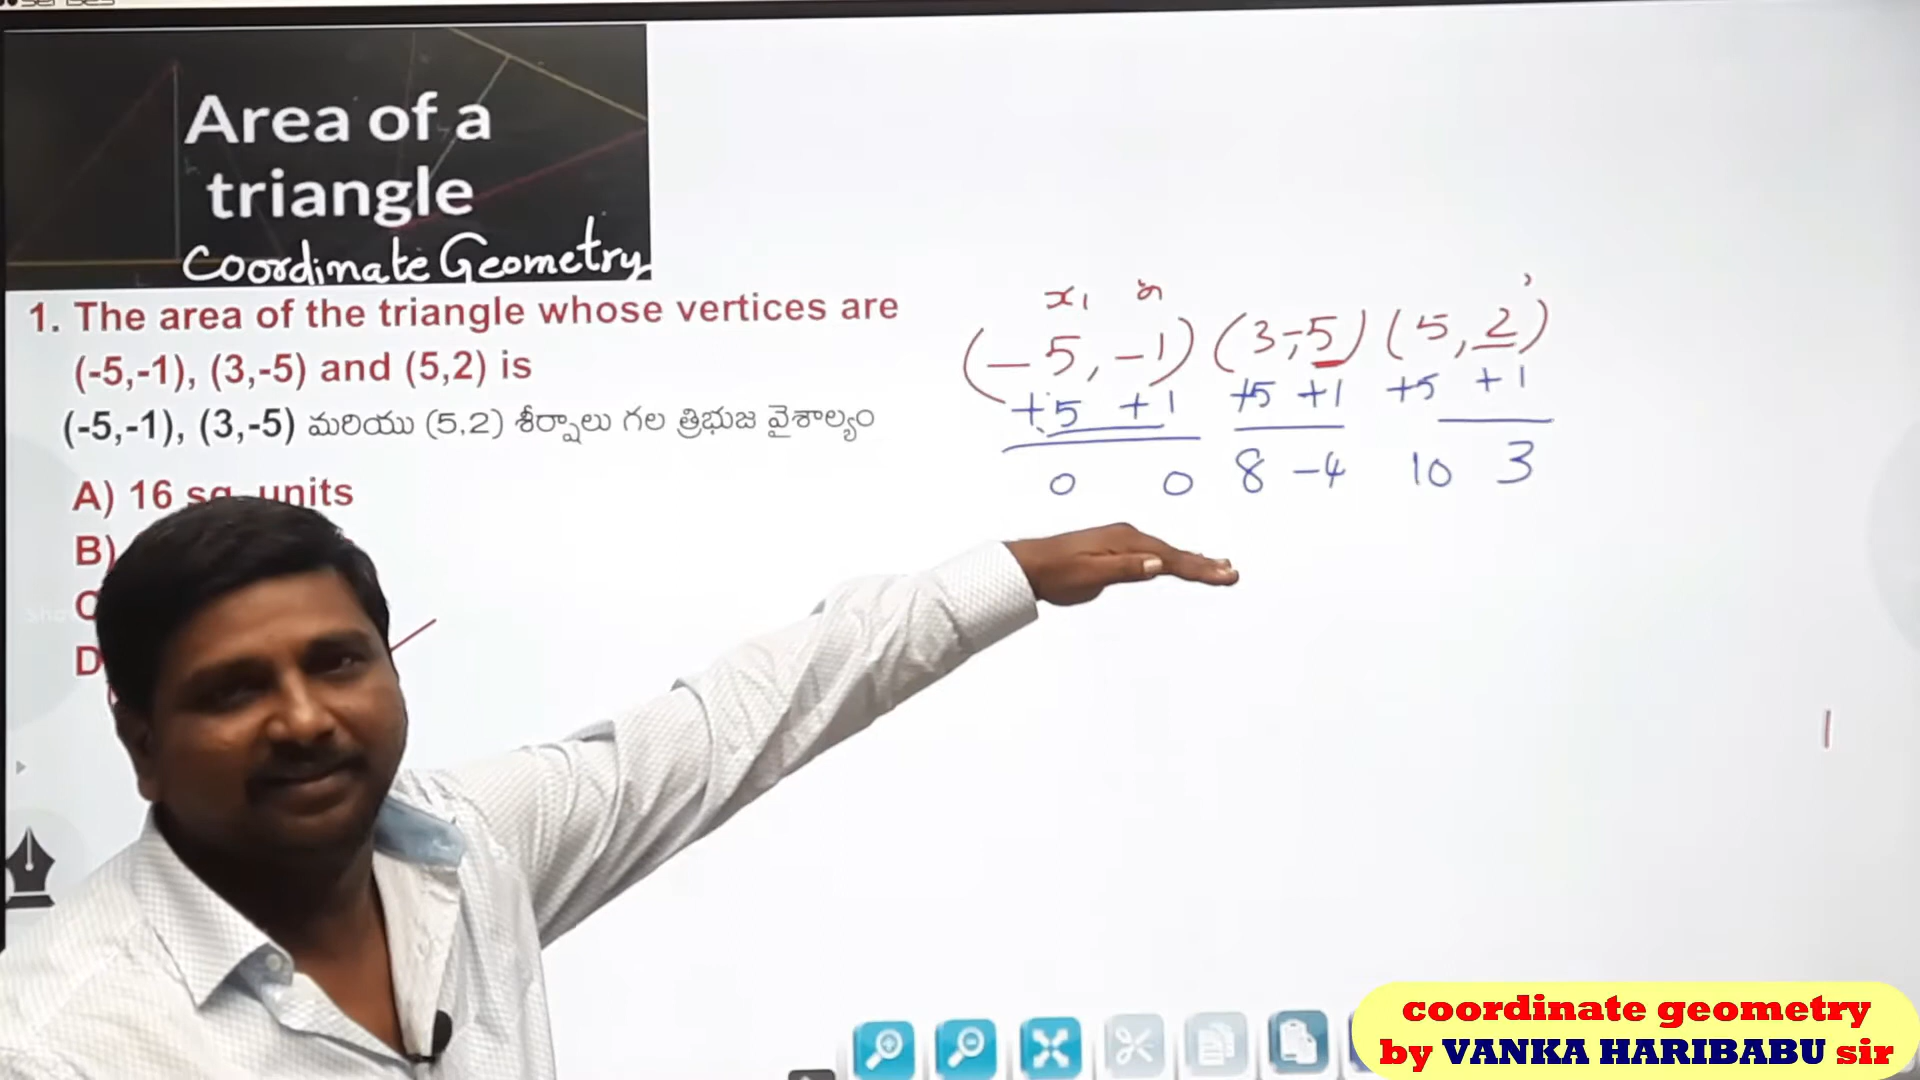 Area of a
triangle
Coordinate Geometry
1. The area of the triangle whose vertices are
(-5,-1), (3,-5) and (5,2) is
(-5,-1), (3,-5) మరియు (5,2) శీర్షాలు గల త్రిభుజ వైశాల్యం
A) 16 sq. units
B)
C
D
x₁
(-5, -1) (3,-5) (5, 2)
+5 +1 +5 +1 +5 +1
0 0 8 -4 10 3
coordinate geometry
by VANKA HARIBABU sir